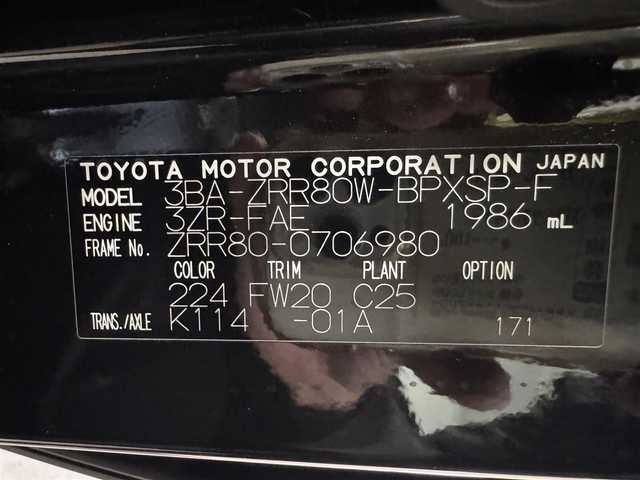 TOYOTA MOTOR CORPORATION JAPAN
MODEL 3BA-ZRR80W-BPXSP-F
ENGINE 3ZR-FAE 1986 mL
FRAME No. ZRR80-0706980
COLOR TRIM PLANT OPTION
224 FW20 C25
TRANS./AXLE K114 -01A 171